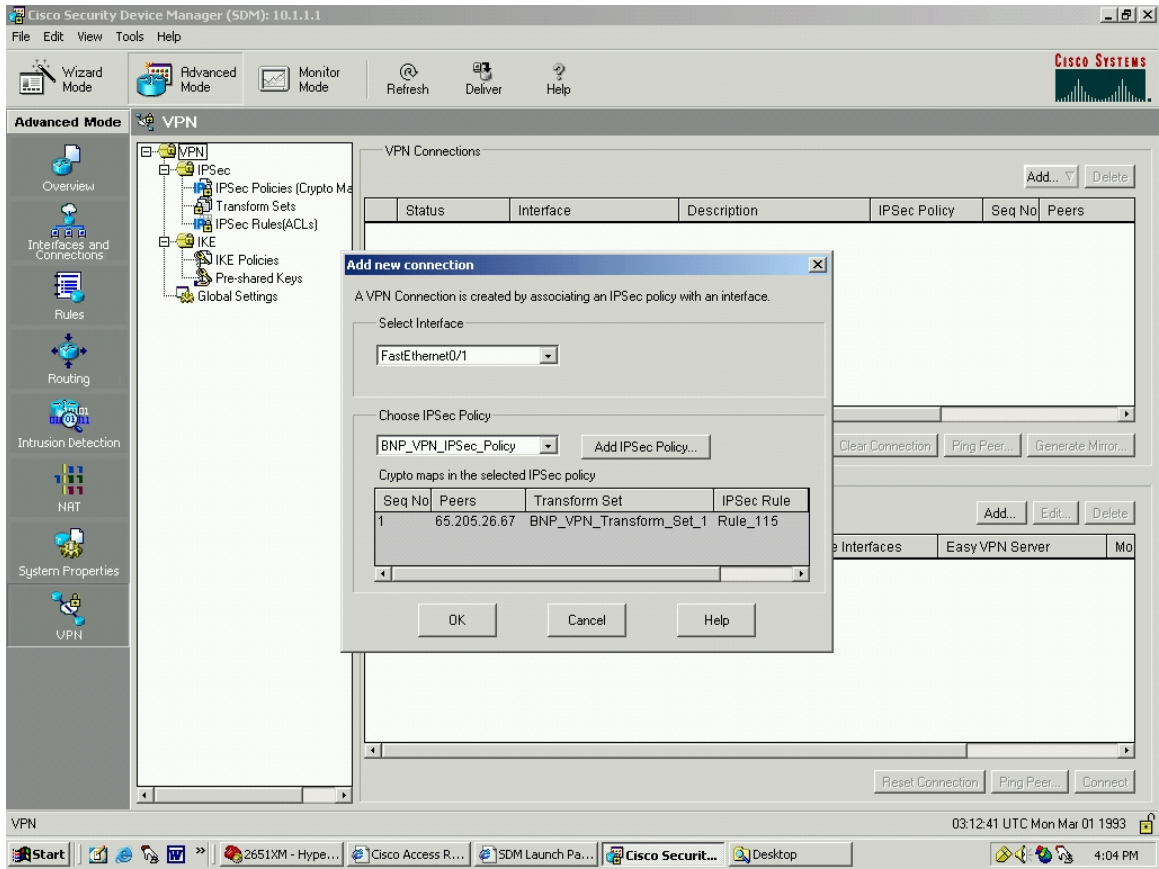 Cisco Security Device Manager (SDM): 10.1.1.1
File Edit View Tools Help
Wizard Mode
Advanced Mode
Monitor Mode
Refresh
Deliver
Help
CISCO SYSTEMS
Advanced Mode
VPN
Overview
Interfaces and Connections
Rules
Routing
Intrusion Detection
NAT
System Properties
VPN
VPN
IPSec
IPSec Policies (Crypto Ma
Transform Sets
IPSec Rules(ACLs)
IKE
IKE Policies
Pre-shared Keys
Global Settings
VPN Connections
Add... Delete
Status Interface Description IPSec Policy Seq No Peers
Add new connection
A VPN Connection is created by associating an IPSec policy with an interface.
Select Interface
FastEthernet0/1
Choose IPSec Policy
BNP_VPN_IPSec_Policy Add IPSec Policy...
Crypto maps in the selected IPSec policy
Seq No Peers Transform Set IPSec Rule
1 65.205.26.67 BNP_VPN_Transform_Set_1 Rule_115
OK Cancel Help
Clear Connection Ping Peer... Generate Mirror...
Add... Edit... Delete
e Interfaces Easy VPN Server Mo
Reset Connection Ping Peer... Connect
VPN 03:12:41 UTC Mon Mar 01 1993
Start » 2651XM - Hype... Cisco Access R... SDM Launch Pa... Cisco Securit... Desktop 4:04 PM